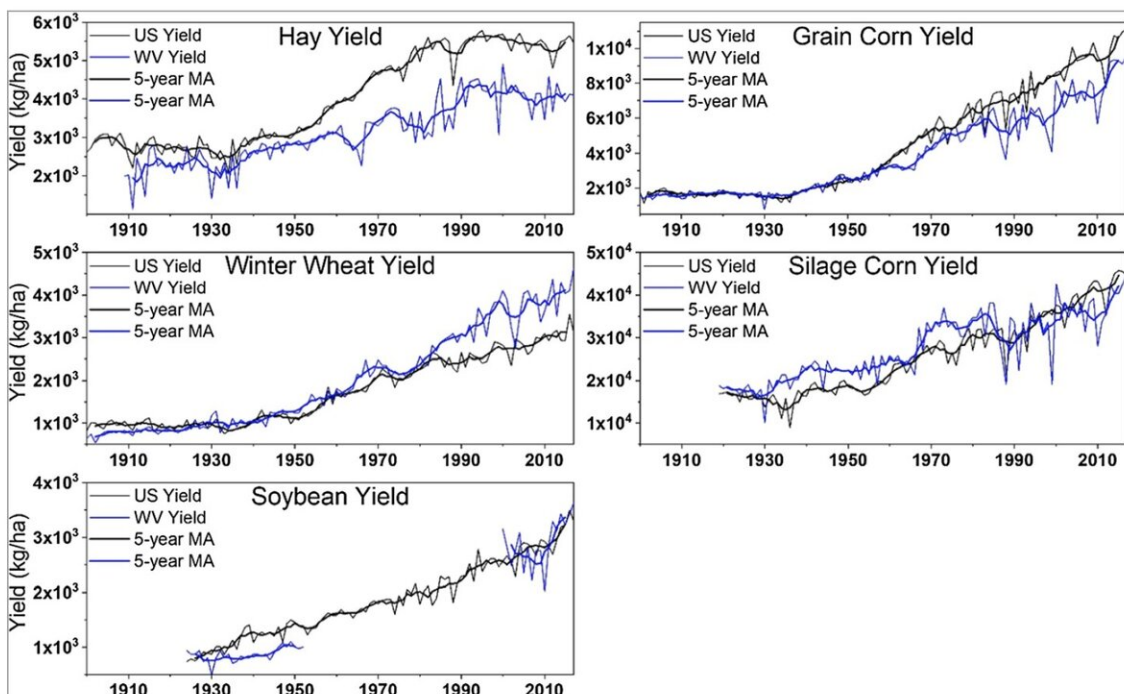 Hay Yield
US Yield
WV Yield
5-year MA
5-year MA
Yield (kg/ha)
6x10³
5x10³
4x10³
3x10³
2x10³
1910 1930 1950 1970 1990 2010
Grain Corn Yield
US Yield
WV Yield
5-year MA
5-year MA
1x10⁴
8x10³
6x10³
4x10³
2x10³
1910 1930 1950 1970 1990 2010
Winter Wheat Yield
US Yield
WV Yield
5-year MA
5-year MA
Yield (kg/ha)
5x10³
4x10³
3x10³
2x10³
1x10³
1910 1930 1950 1970 1990 2010
Silage Corn Yield
US Yield
WV Yield
5-year MA
5-year MA
5x10⁴
4x10⁴
3x10⁴
2x10⁴
1x10⁴
1910 1930 1950 1970 1990 2010
Soybean Yield
US Yield
WV Yield
5-year MA
5-year MA
Yield (kg/ha)
4x10³
3x10³
2x10³
1x10³
1910 1930 1950 1970 1990 2010